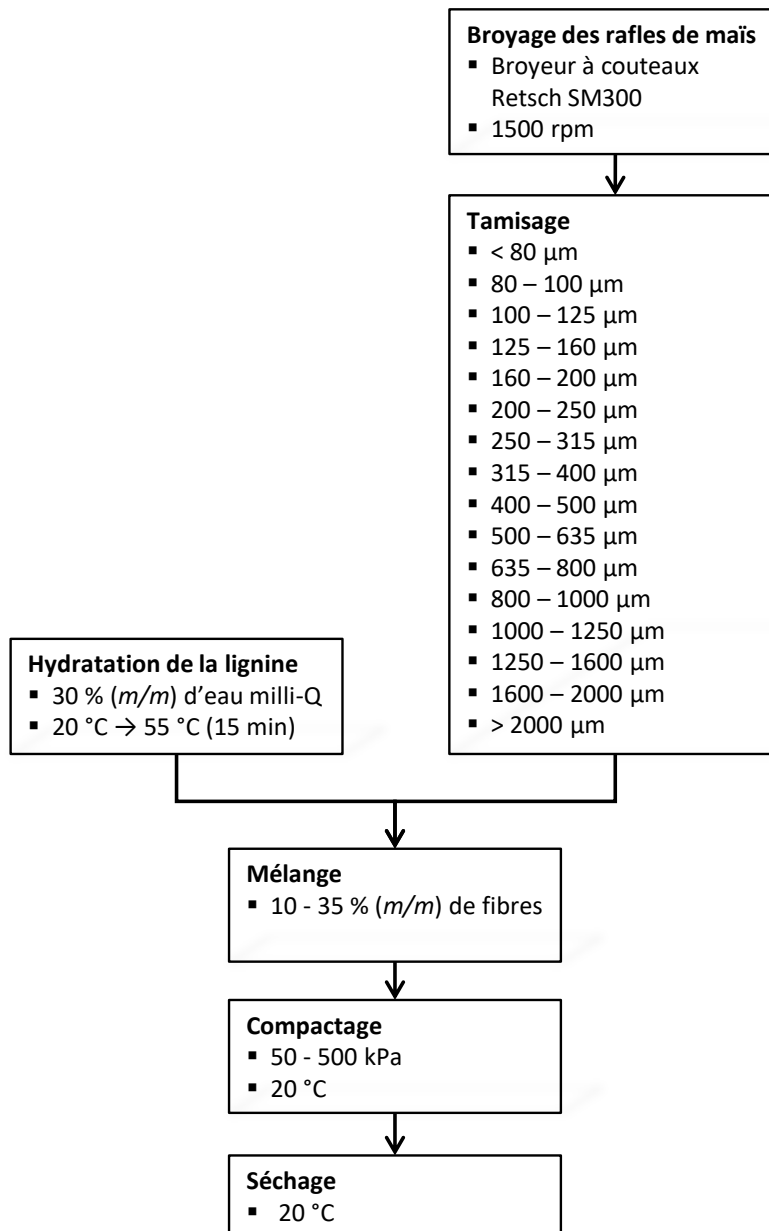 Broyage des rafles de maïs
▪ Broyeur à couteaux
Retsch SM300
▪ 1500 rpm
Tamisage
▪ < 80 µm
▪ 80 – 100 µm
▪ 100 – 125 µm
▪ 125 – 160 µm
▪ 160 – 200 µm
▪ 200 – 250 µm
▪ 250 – 315 µm
▪ 315 – 400 µm
▪ 400 – 500 µm
▪ 500 – 635 µm
▪ 635 – 800 µm
▪ 800 – 1000 µm
▪ 1000 – 1250 µm
▪ 1250 – 1600 µm
▪ 1600 – 2000 µm
▪ > 2000 µm
Hydratation de la lignine
▪ 30 % (m/m) d’eau milli-Q
▪ 20 °C → 55 °C (15 min)
Mélange
▪ 10 - 35 % (m/m) de fibres
Compactage
▪ 50 - 500 kPa
▪ 20 °C
Séchage
▪ 20 °C